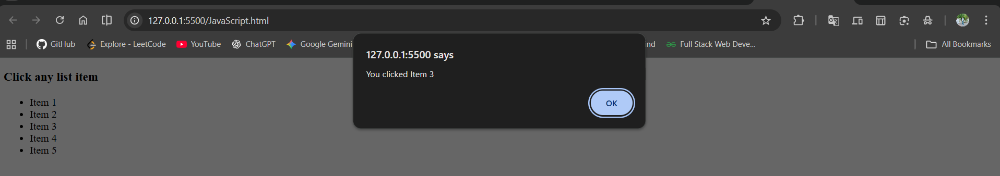 127.0.0.1:5500/JavaScript.html
GitHub Explore - LeetCode YouTube ChatGPT Google Gemini Full Stack Web Deve... All Bookmarks
127.0.0.1:5500 says
You clicked Item 3
OK
Click any list item
Item 1
Item 2
Item 3
Item 4
Item 5